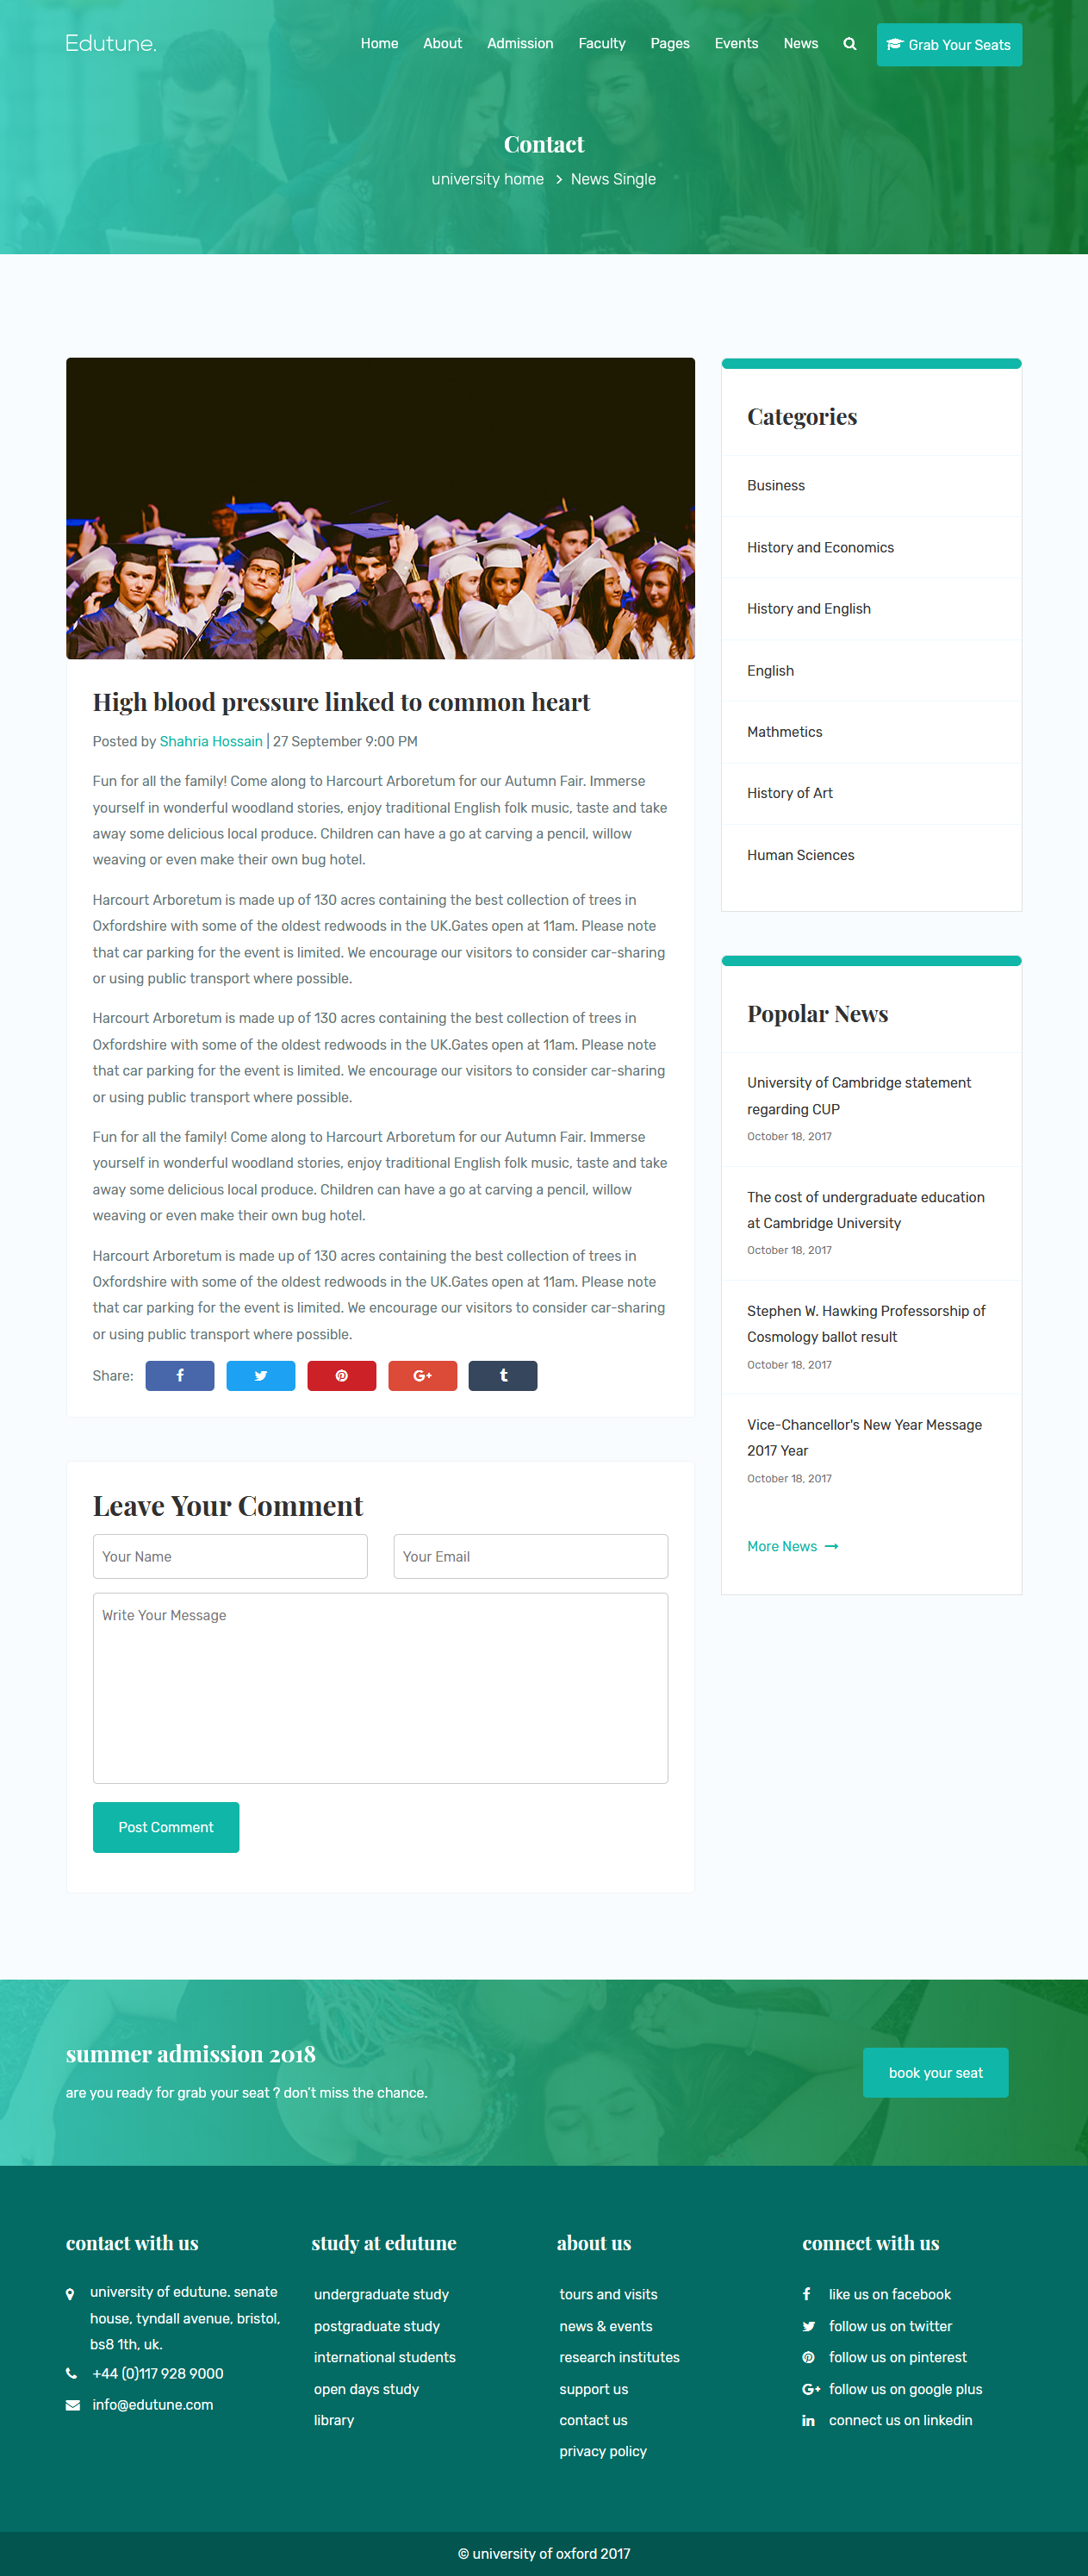 Edutune.
Home About Admission Faculty Pages Events News Grab Your Seats
Contact
university home > News Single
High blood pressure linked to common heart
Posted by Shahria Hossain | 27 September 9:00 PM
Fun for all the family! Come along to Harcourt Arboretum for our Autumn Fair. Immerse
yourself in wonderful woodland stories, enjoy traditional English folk music, taste and take
away some delicious local produce. Children can have a go at carving a pencil, willow
weaving or even make their own bug hotel.
Harcourt Arboretum is made up of 130 acres containing the best collection of trees in
Oxfordshire with some of the oldest redwoods in the UK.Gates open at 11am. Please note
that car parking for the event is limited. We encourage our visitors to consider car-sharing
or using public transport where possible.
Harcourt Arboretum is made up of 130 acres containing the best collection of trees in
Oxfordshire with some of the oldest redwoods in the UK.Gates open at 11am. Please note
that car parking for the event is limited. We encourage our visitors to consider car-sharing
or using public transport where possible.
Fun for all the family! Come along to Harcourt Arboretum for our Autumn Fair. Immerse
yourself in wonderful woodland stories, enjoy traditional English folk music, taste and take
away some delicious local produce. Children can have a go at carving a pencil, willow
weaving or even make their own bug hotel.
Harcourt Arboretum is made up of 130 acres containing the best collection of trees in
Oxfordshire with some of the oldest redwoods in the UK.Gates open at 11am. Please note
that car parking for the event is limited. We encourage our visitors to consider car-sharing
or using public transport where possible.
Share:
Leave Your Comment
Your Name
Your Email
Write Your Message
Post Comment
Categories
Business
History and Economics
History and English
English
Mathmetics
History of Art
Human Sciences
Popolar News
University of Cambridge statement
regarding CUP
October 18, 2017
The cost of undergraduate education
at Cambridge University
October 18, 2017
Stephen W. Hawking Professorship of
Cosmology ballot result
October 18, 2017
Vice-Chancellor's New Year Message
2017 Year
October 18, 2017
More News
summer admission 2018
are you ready for grab your seat ? don't miss the chance.
book your seat
contact with us
university of edutune. senate
house, tyndall avenue, bristol,
bs8 1th, uk.
+44 (0)117 928 9000
info@edutune.com
study at edutune
undergraduate study
postgraduate study
international students
open days study
library
about us
tours and visits
news & events
research institutes
support us
contact us
privacy policy
connect with us
like us on facebook
follow us on twitter
follow us on pinterest
follow us on google plus
connect us on linkedin
© university of oxford 2017